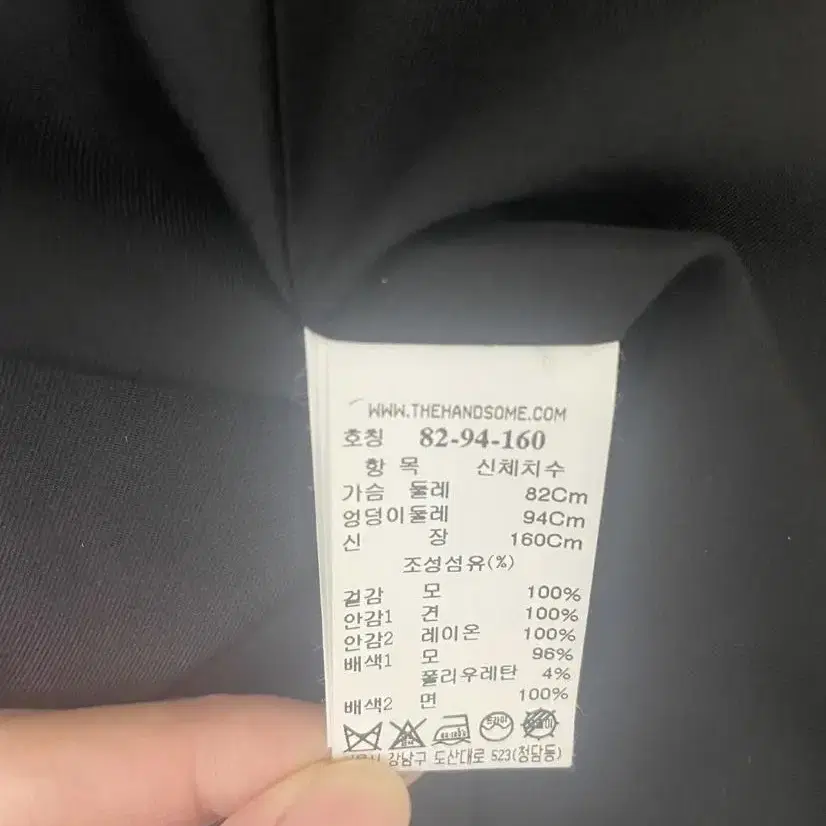 WWW.THEHANDSOME.COM
호칭 82-94-160
항 목 신체치수
가슴 둘레 82Cm
엉덩이둘레 94Cm
신 장 160Cm
조성섬유(%)
겉감 모 100%
안감1 견 100%
안감2 레이온 100%
배색1 모 96%
폴리우레탄 4%
배색2 면 100%
드라이
강남구 도산대로 523(청담동)